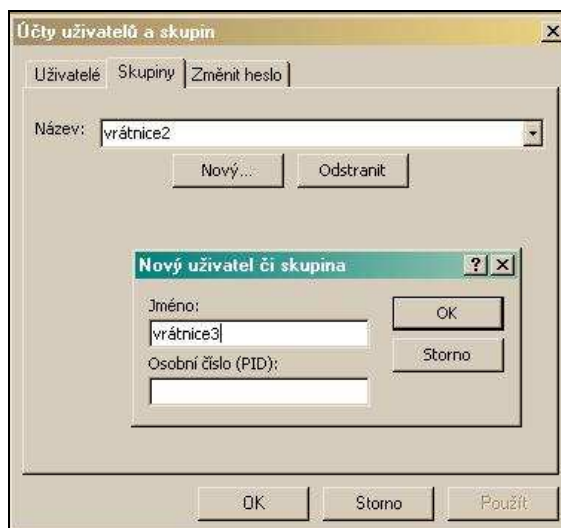 Účty uživatelů a skupin
Uživatelé Skupiny Změnit heslo
Název: vrátnice2
Nový... Odstranit
Nový uživatel či skupina
Jméno:
OK
vrátnice3
Storno
Osobní číslo (PID):
OK Storno Použít